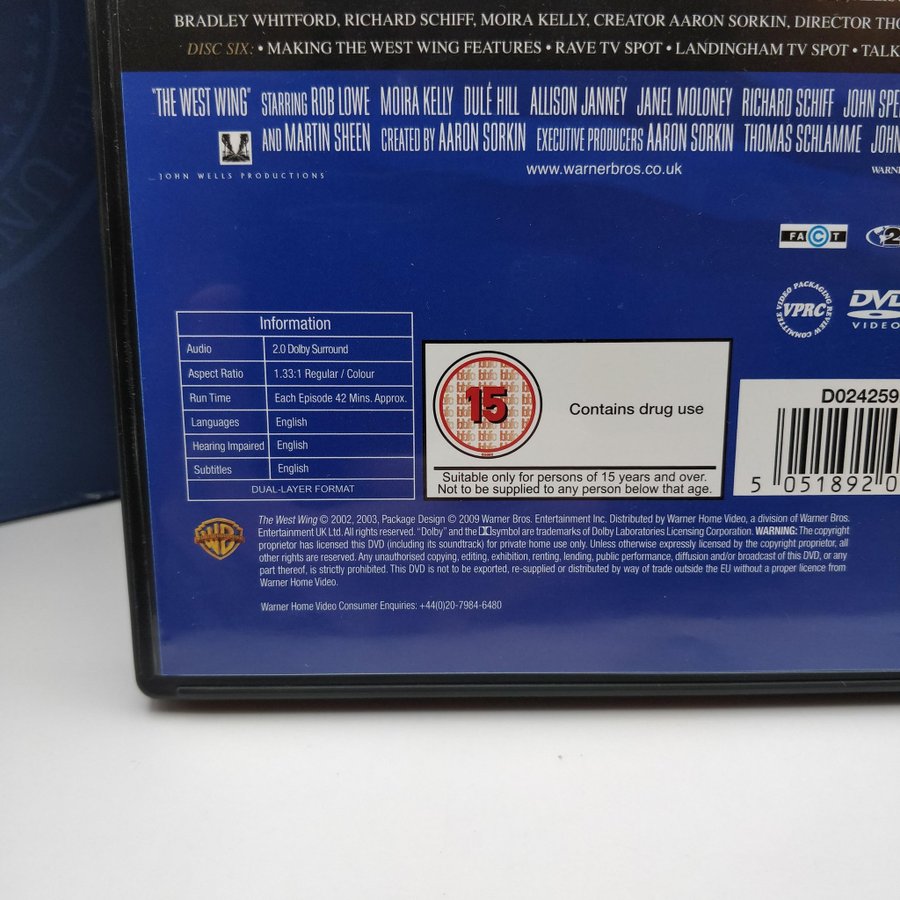 BRADLEY WHITFORD, RICHARD SCHIFF, MOIRA KELLY, CREATOR AARON SORKIN, DIRECTOR THO
DISC SIX: • MAKING THE WEST WING FEATURES • RAVE TV SPOT • LANDINGHAM TV SPOT • TALK
"THE WEST WING" STARRING ROB LOWE MOIRA KELLY DULÉ HILL ALLISON JANNEY JANEL MOLONEY RICHARD SCHIFF JOHN SPE
AND MARTIN SHEEN CREATED BY AARON SORKIN EXECUTIVE PRODUCERS AARON SORKIN THOMAS SCHLAMME JOHN
JOHN WELLS PRODUCTIONS
www.warnerbros.co.uk
WARN
FACT
2
VIDEO PACKAGING REVIEW COMMITTEE
VPRC
DVD
VIDEO
Information
Audio 2.0 Dolby Surround
Aspect Ratio 1.33:1 Regular / Colour
Run Time Each Episode 42 Mins. Approx.
Languages English
Hearing Impaired English
Subtitles English
DUAL-LAYER FORMAT
15
Contains drug use
Suitable only for persons of 15 years and over.
Not to be supplied to any person below that age.
D024259
5 051892 0
WB
The West Wing © 2002, 2003, Package Design © 2009 Warner Bros. Entertainment Inc. Distributed by Warner Home Video, a division of Warner Bros.
Entertainment UK Ltd. All rights reserved. "Dolby" and the symbol are trademarks of Dolby Laboratories Licensing Corporation. WARNING: The copyright
proprietor has licensed this DVD (including its soundtrack) for private home use only. Unless otherwise expressly licensed by the copyright proprietor, all
other rights are reserved. Any unauthorised copying, editing, exhibition, renting, lending, public performance, diffusion and/or broadcast of this DVD, or any
part thereof, is strictly prohibited. This DVD is not to be exported, re-supplied or distributed by way of trade outside the EU without a proper licence from
Warner Home Video.
Warner Home Video Consumer Enquiries: +44(0)20-7984-6480